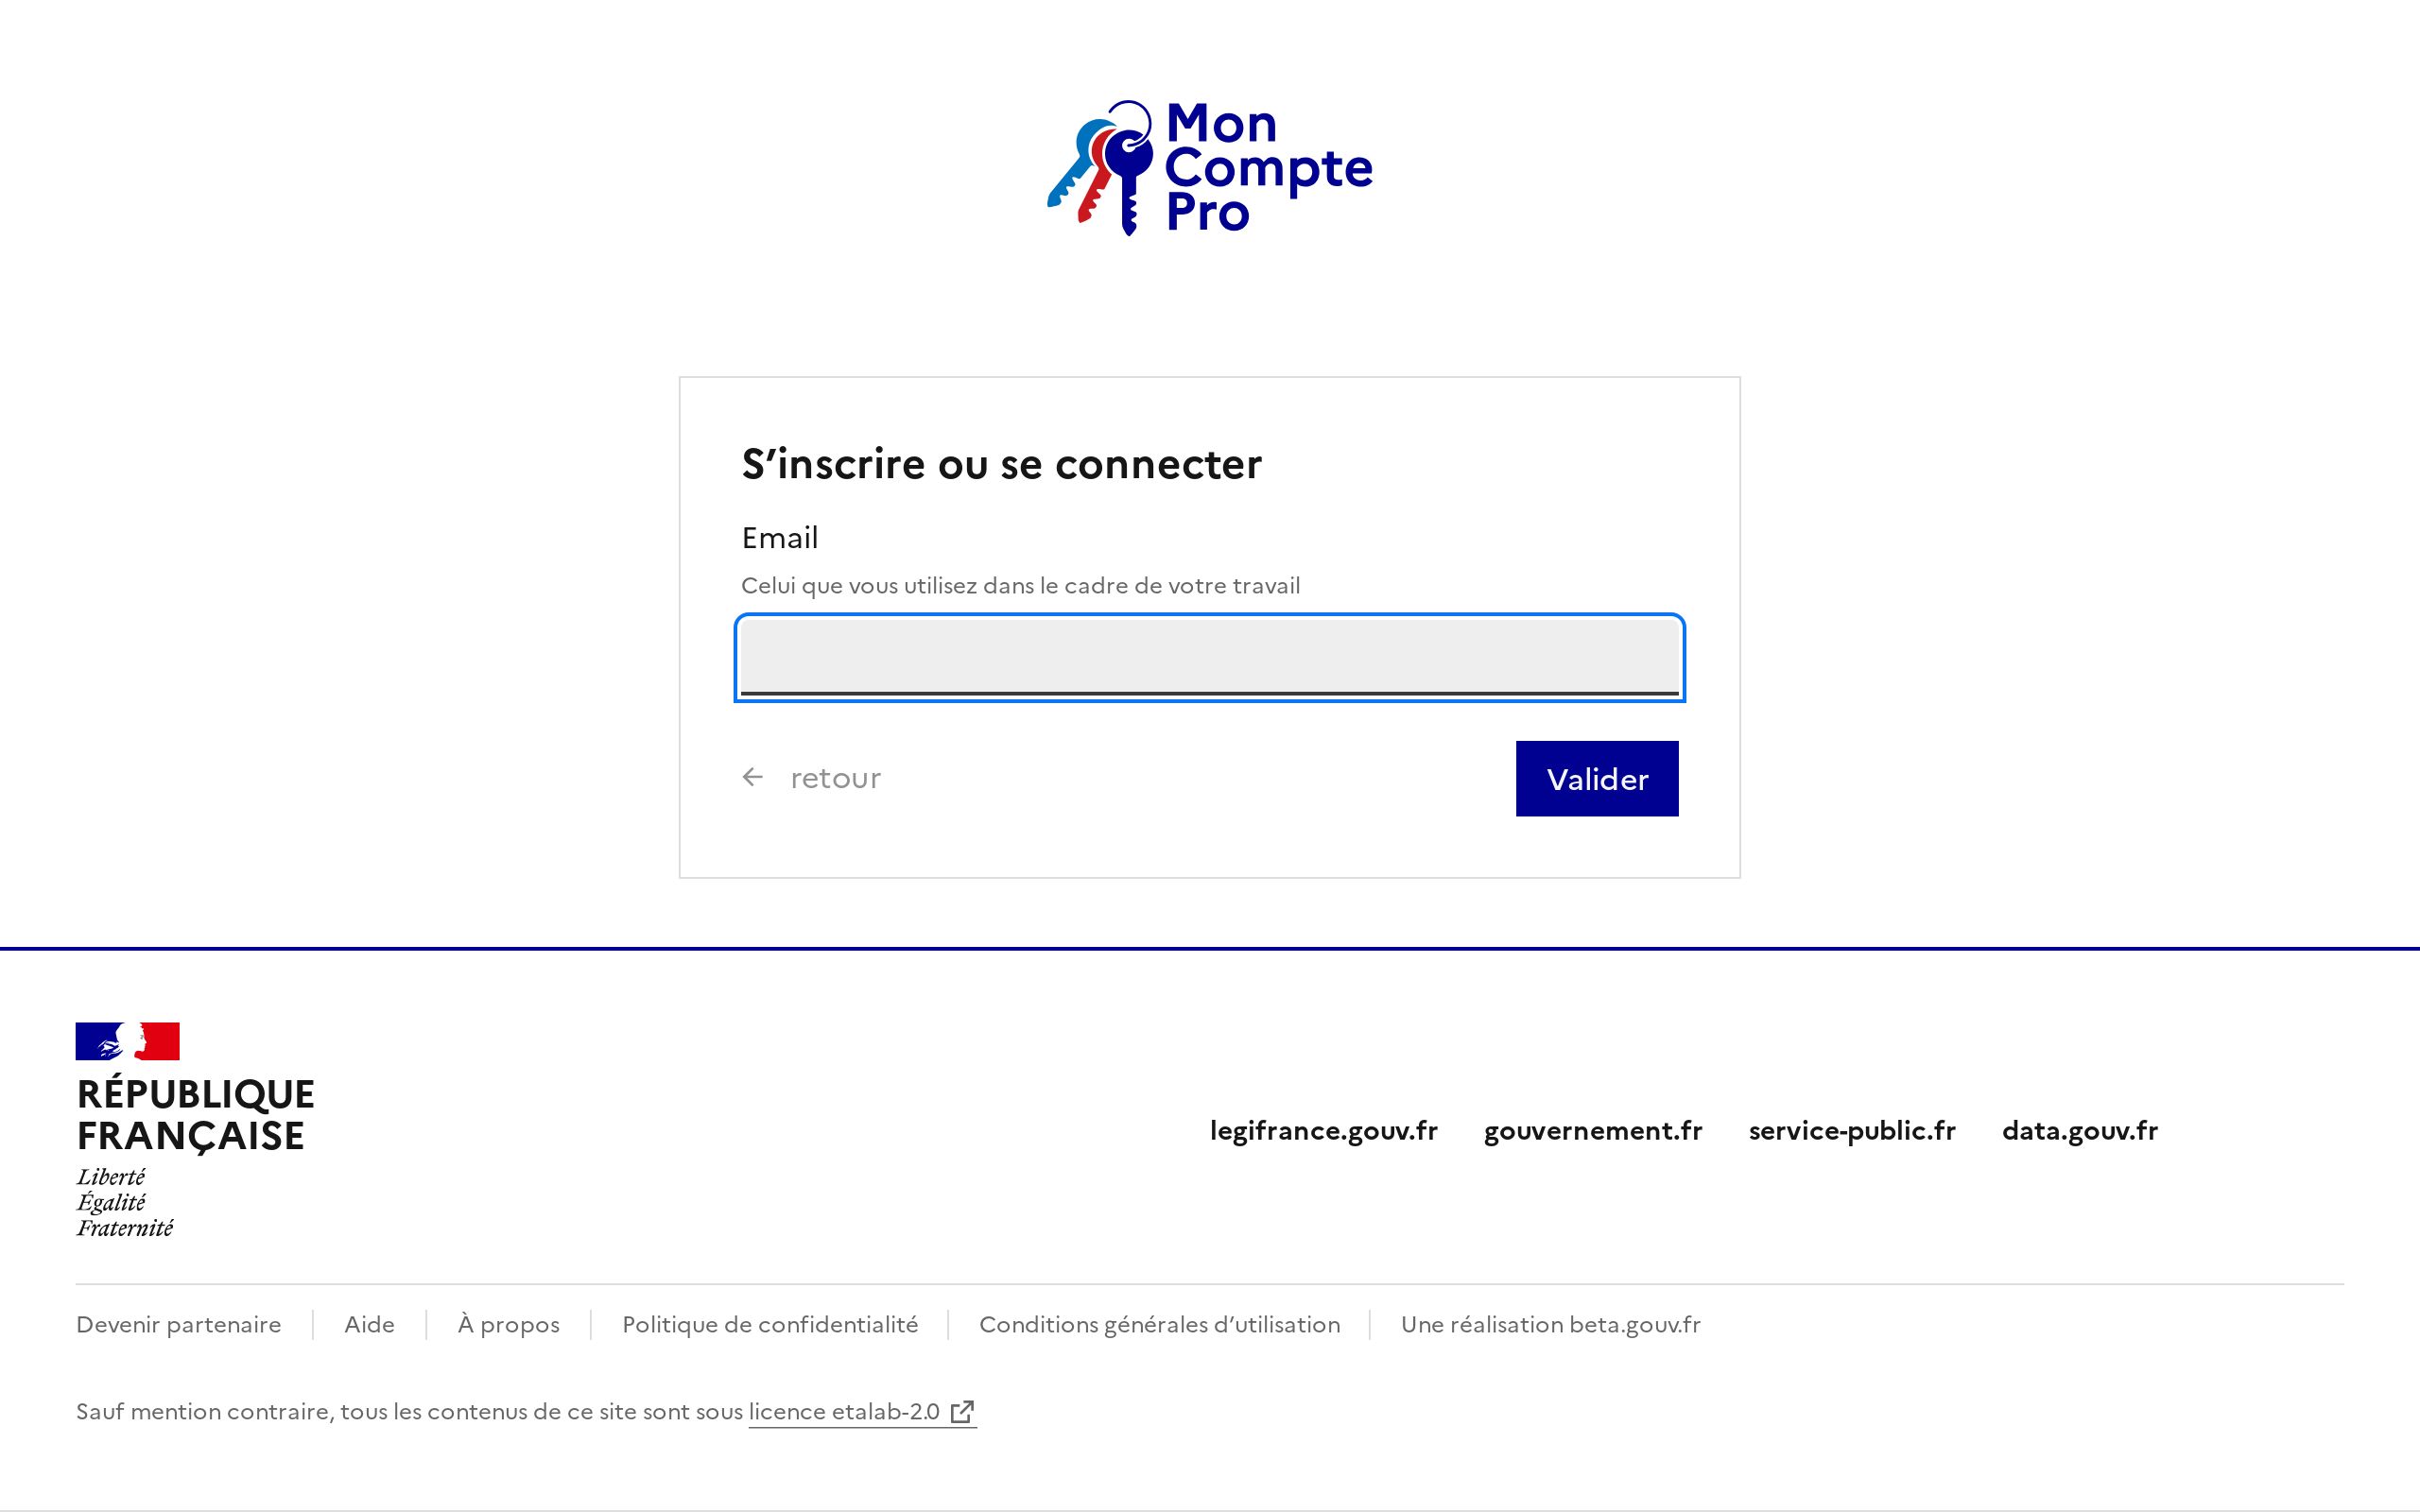 Mon
Compte
Pro
S’inscrire ou se connecter
Email
Celui que vous utilisez dans le cadre de votre travail
retour
Valider
RÉPUBLIQUE
FRANÇAISE
Liberté
Égalité
Fraternité
legifrance.gouv.fr gouvernement.fr service-public.fr data.gouv.fr
Devenir partenaire Aide À propos Politique de confidentialité Conditions générales d’utilisation Une réalisation beta.gouv.fr
Sauf mention contraire, tous les contenus de ce site sont sous licence etalab-2.0